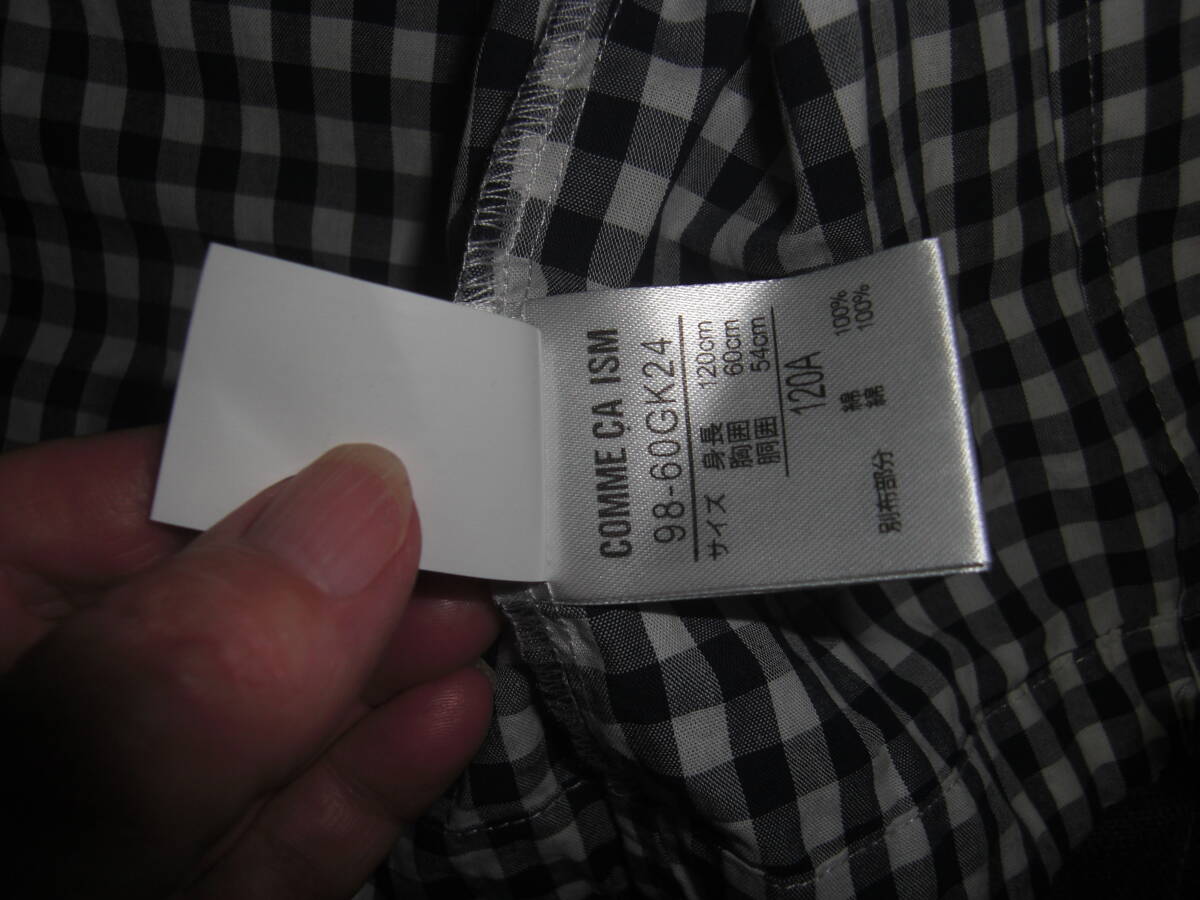 COMME CA ISM
98-60GK24
サイズ 身長 120cm
胸囲 60cm
胴囲 54cm
120A
綿 100%
別布部分 綿 100%